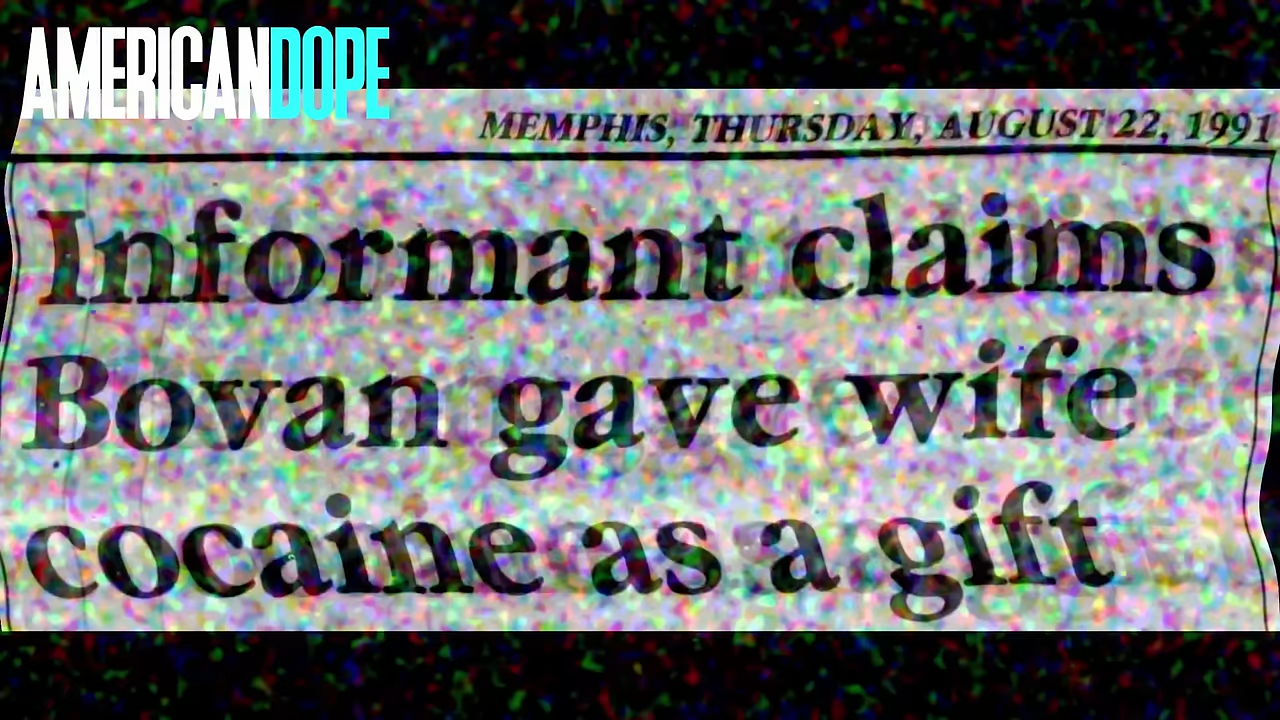 AMERICANDOPE
MEMPHIS, THURSDAY, AUGUST 22, 1991
Informant claims
Bovan gave wife
cocaine as a gift